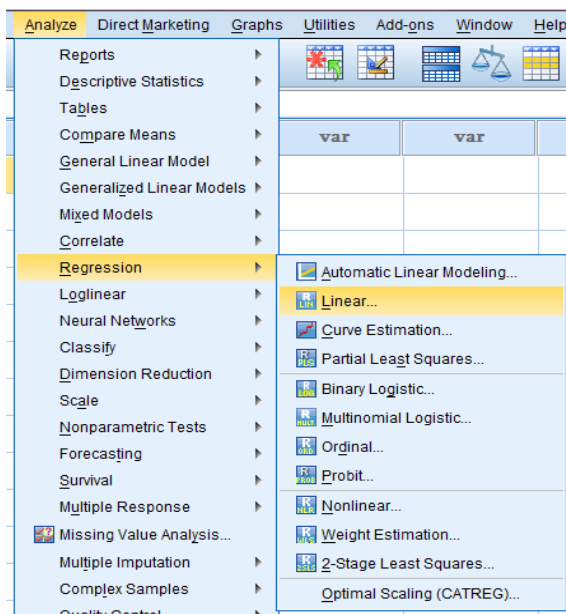 Analyze Direct Marketing Graphs Utilities Add-ons Window Help
Reports
Descriptive Statistics
Tables
Compare Means
var var
General Linear Model
Generalized Linear Models
Mixed Models
Correlate
Regression
Automatic Linear Modeling...
Loglinear
Linear...
Neural Networks
Curve Estimation...
Classify
Partial Least Squares...
Dimension Reduction
Binary Logistic...
Scale
Multinomial Logistic...
Nonparametric Tests
Ordinal...
Forecasting
Probit...
Survival
Multiple Response
Nonlinear...
Missing Value Analysis...
Weight Estimation...
Multiple Imputation
2-Stage Least Squares...
Complex Samples
Optimal Scaling (CATREG)...
Quality Control